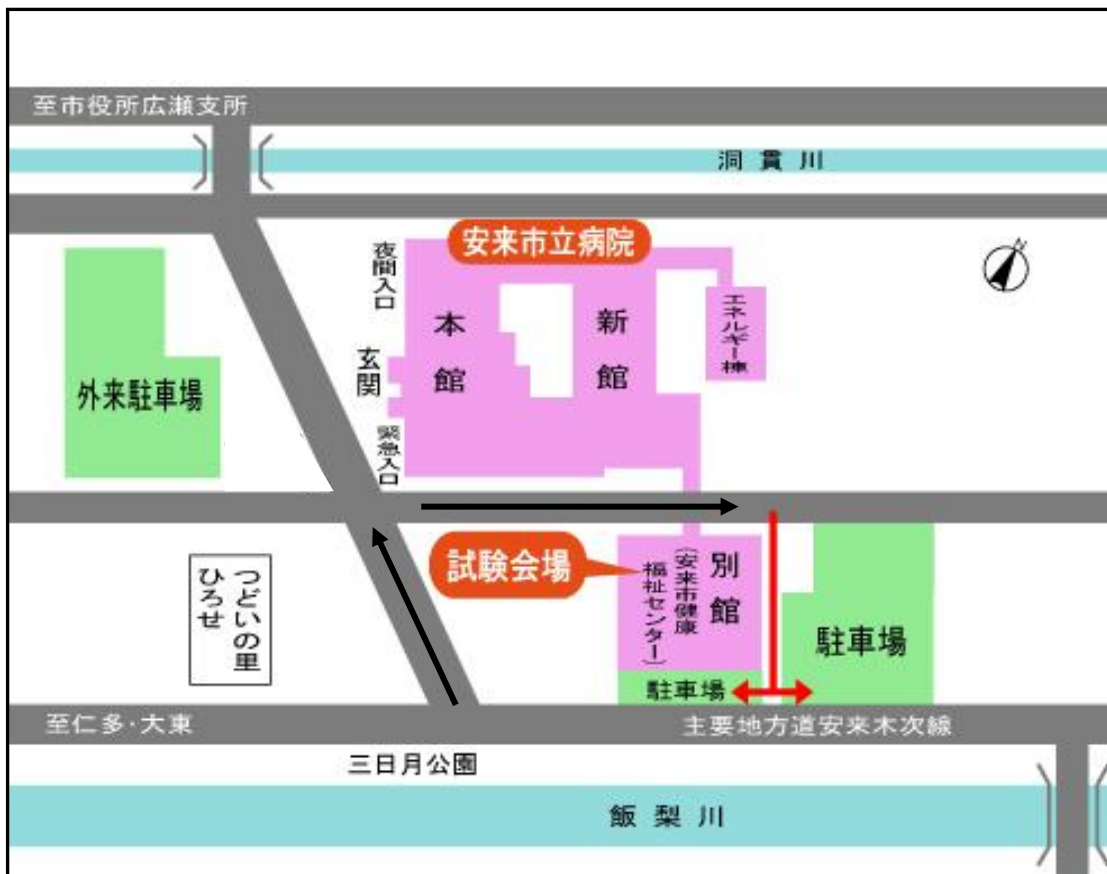 至市役所広瀬支所
洞貫川
安来市立病院
N
夜間入口
本館
新館
エネルギー棟
玄関
外来駐車場
緊急入口
試験会場
別館
(安来市健康
福祉センター)
つどいの里
ひろせ
駐車場
駐車場
至仁多・大東
主要地方道安来木次線
三日月公園
飯梨川